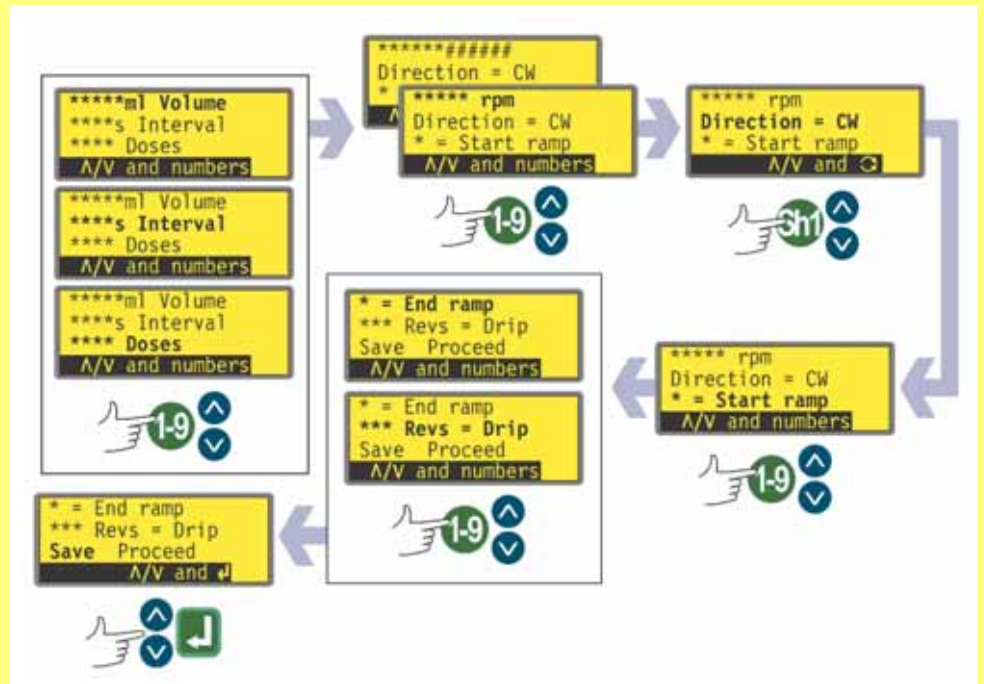 *****ml Volume
****s Interval
**** Doses
Λ/V and numbers
*****ml Volume
****s Interval
**** Doses
Λ/V and numbers
*****ml Volume
****s Interval
**** Doses
Λ/V and numbers
1-9
******######
Direction = CW
*
Λ
***** rpm
Direction = CW
* = Start ramp
Λ/V and numbers
1-9
***** rpm
Direction = CW
* = Start ramp
Λ/V and
Sh1
***** rpm
Direction = CW
* = Start ramp
Λ/V and numbers
1-9
* = End ramp
*** Revs = Drip
Save Proceed
Λ/V and numbers
* = End ramp
*** Revs = Drip
Save Proceed
Λ/V and numbers
1-9
* = End ramp
*** Revs = Drip
Save Proceed
Λ/V and ↲